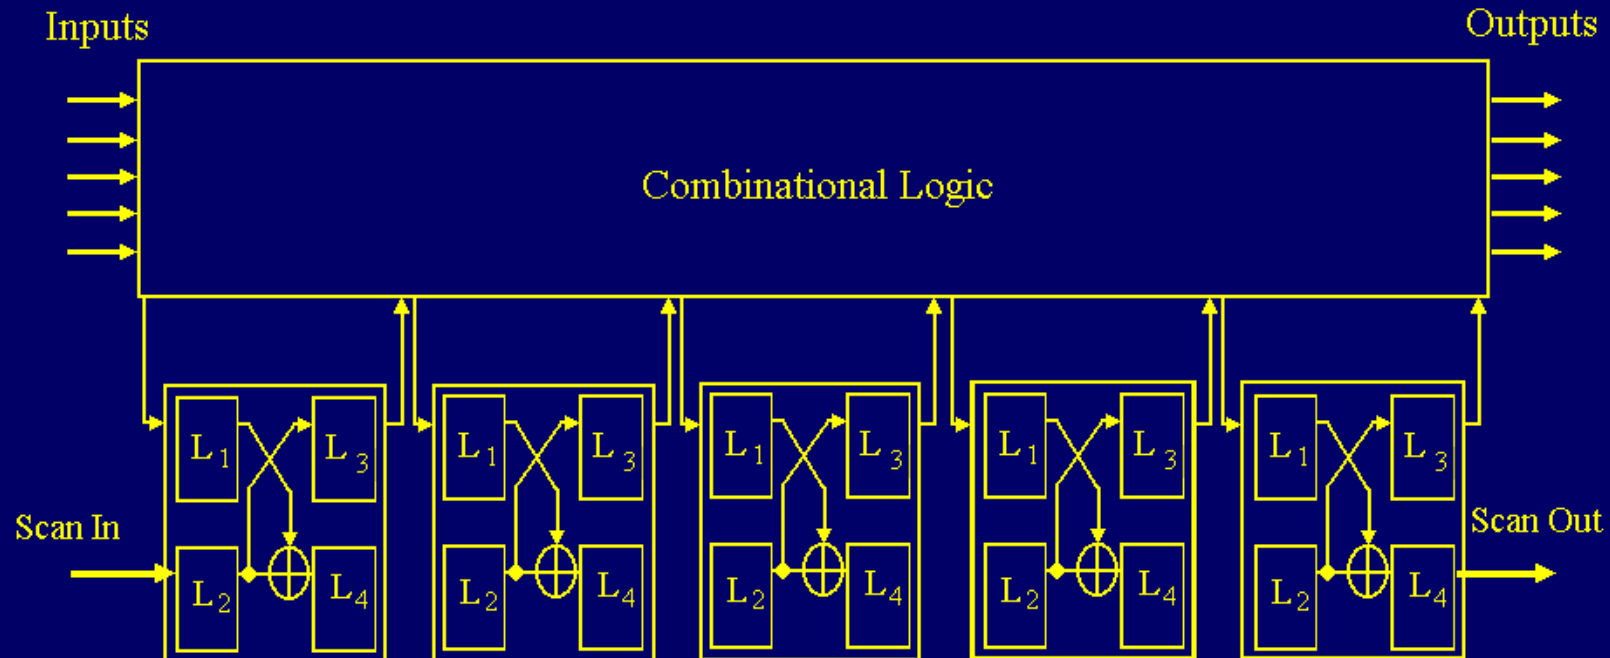 Inputs
Outputs
Combinational Logic
L1 L3 L1 L3 L1 L3 L1 L3 L1 L3
Scan In
Scan Out
L2 L4 L2 L4 L2 L4 L2 L4 L2 L4